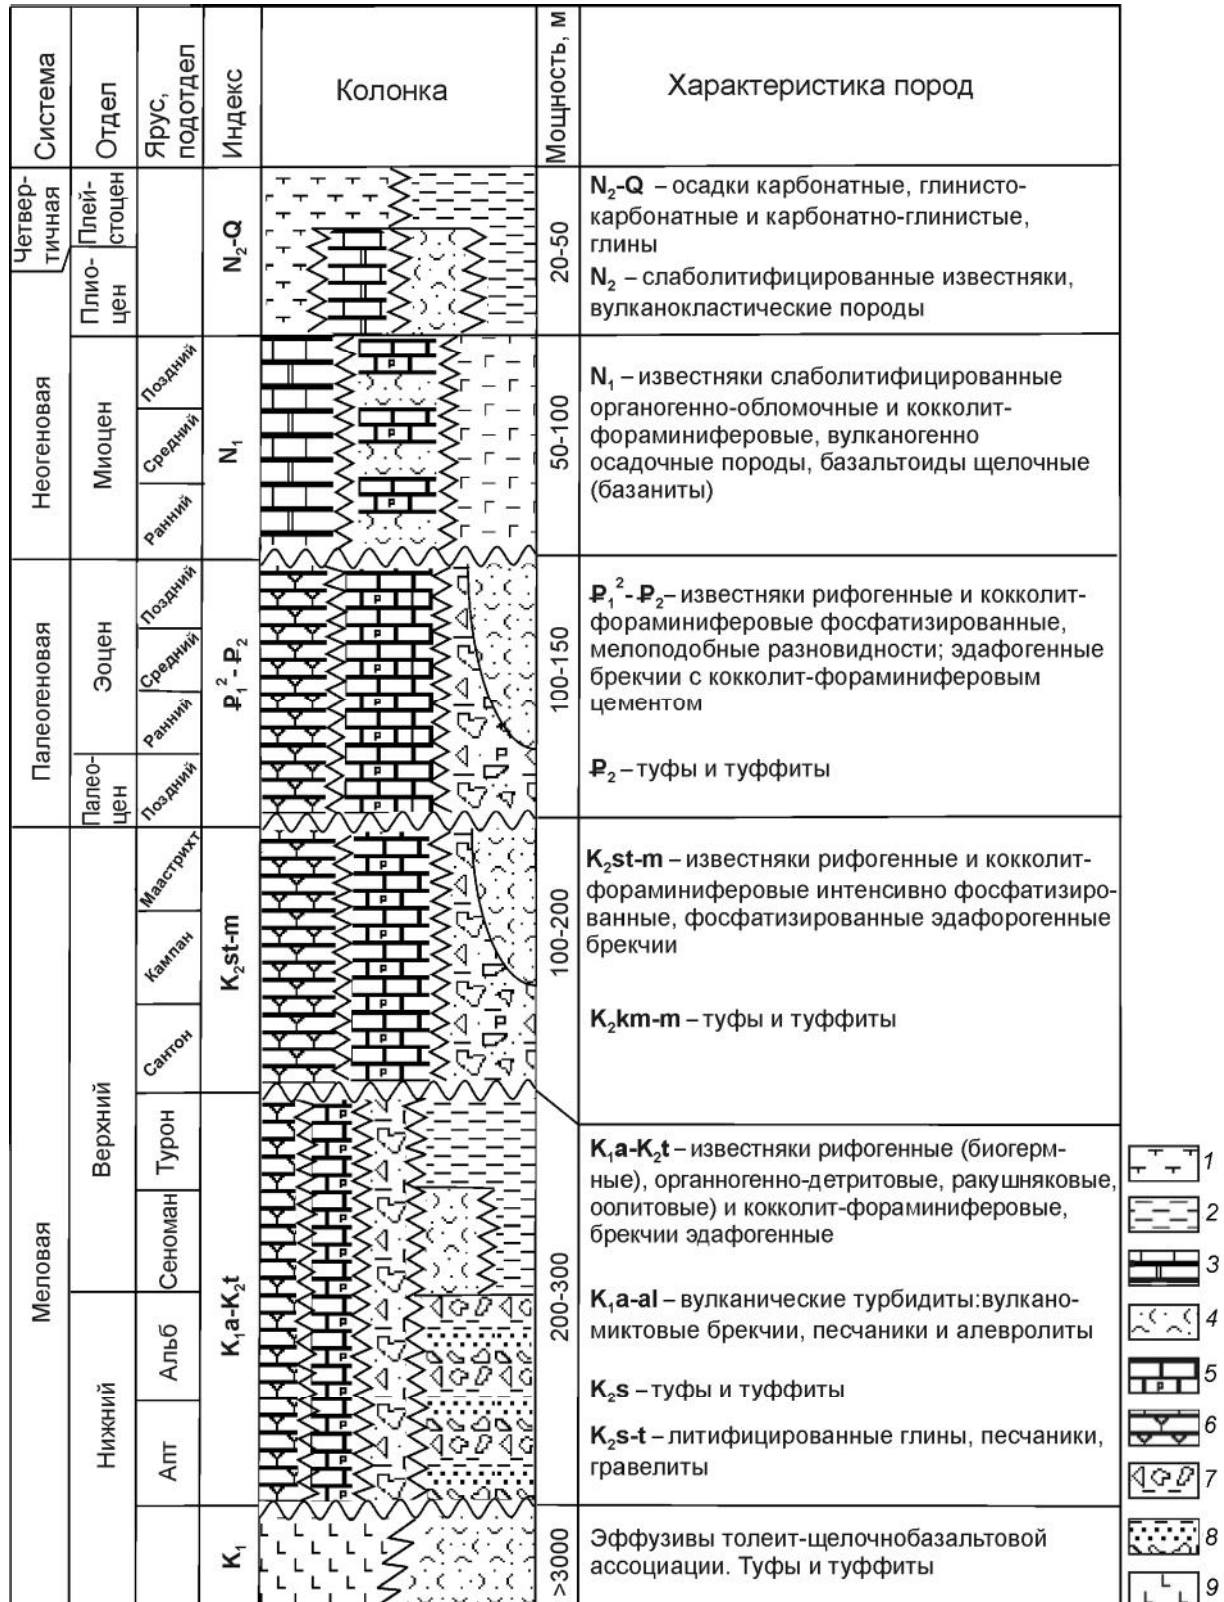 Система
Отдел
Ярус,
подотдел
Индекс
Колонка
Мощность, м
Характеристика пород
Четвер-
тичная
Плей-
стоцен
Плио-
цен
N₂-Q
20-50
N₂-Q – осадки карбонатные, глинисто-
карбонатные и карбонатно-глинистые,
глины
N₂ – слаболитифицированные известняки,
вулканокластические породы
Неогеновая
Миоцен
Поздний
Средний
Ранний
N₁
50-100
N₁ – известняки слаболитифицированные
органогенно-обломочные и кокколит-
фораминиферовые, вулканогенно
осадочные породы, базальтоиды щелочные
(базаниты)
Палеогеновая
Эоцен
Палео-
цен
Поздний
Средний
Ранний
Поздний
₽₁²-₽₂
100-150
₽₁²-₽₂– известняки рифогенные и кокколит-
фораминиферовые фосфатизированные,
мелоподобные разновидности; эдафогенные
брекчии с кокколит-фораминиферовым
цементом
₽₂ – туфы и туффиты
Меловая
Верхний
Нижний
Маастрихт
Кампан
Сантон
K₂st-m
100-200
K₂st-m – известняки рифогенные и кокколит-
фораминиферовые интенсивно фосфатизиро-
ванные, фосфатизированные эдафорогенные
брекчии
K₂km-m – туфы и туффиты
Турон
Сеноман
Альб
Апт
K₁a-K₂t
200-300
K₁a-K₂t – известняки рифогенные (биогерм-
ные), органногенно-детритовые, ракушняковые,
оолитовые) и кокколит-фораминиферовые,
брекчии эдафогенные
K₁a-al – вулканические турбидиты:вулкано-
миктовые брекчии, песчаники и алевролиты
K₂s – туфы и туффиты
K₂s-t – литифицированные глины, песчаники,
гравелиты
K₁
>3000
Эффузивы толеит-щелочнобазальтовой
ассоциации. Туфы и туффиты
1
2
3
4
5
6
7
8
9